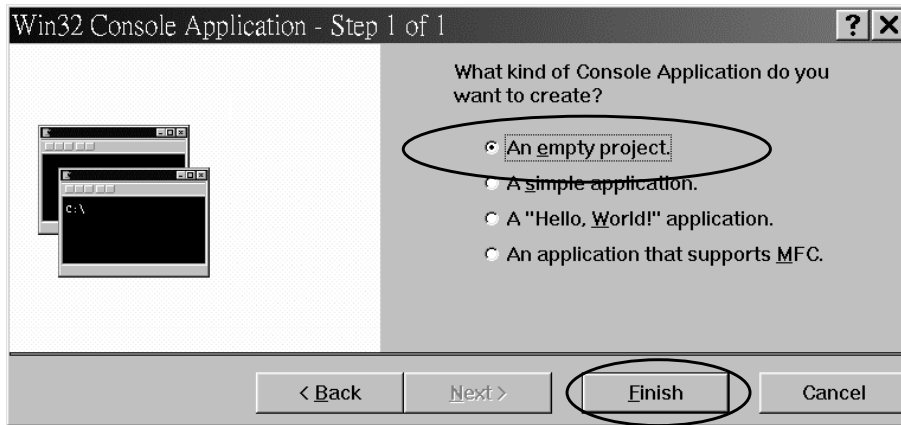 Win32 Console Application - Step 1 of 1
What kind of Console Application do you
want to create?
An empty project.
A simple application.
A "Hello, World!" application.
An application that supports MFC.
C:\
< Back
Next >
Finish
Cancel